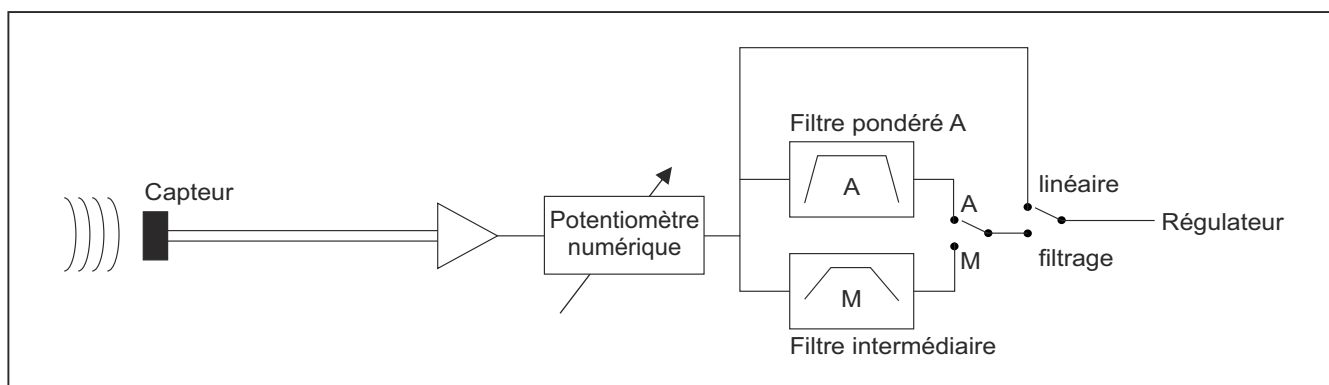 Capteur
Potentiomètre
numérique
Filtre pondéré A
A
M
Filtre intermédiaire
A
M
linéaire
filtrage
Régulateur